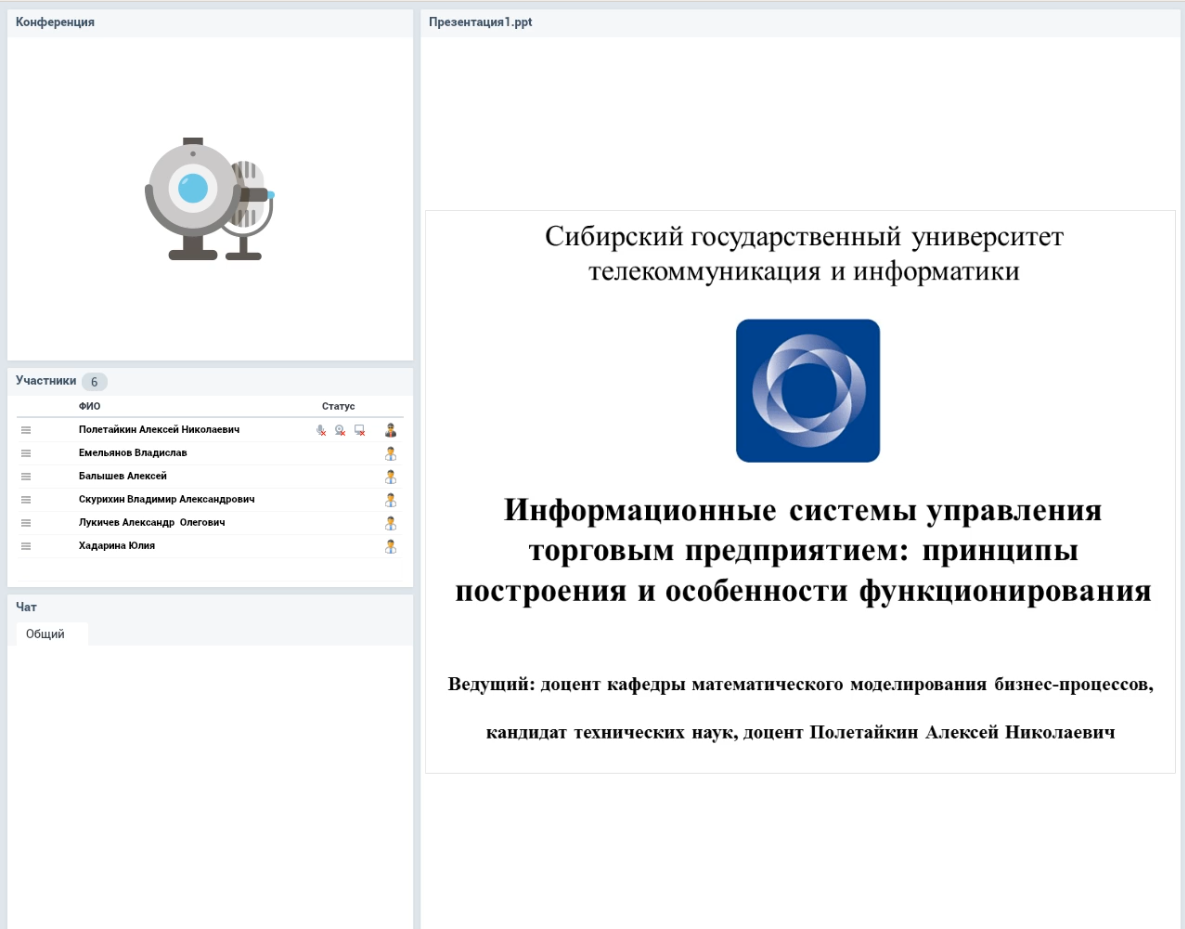 Конференция
Участники 6
ФИО Статус
Полетайкин Алексей Николаевич
Емельянов Владислав
Балышев Алексей
Скурихин Владимир Александрович
Лукичев Александр Олегович
Хадарина Юлия
Чат
Общий
Презентация1.ppt
Сибирский государственный университет
телекоммуникация и информатики
Информационные системы управления
торговым предприятием: принципы
построения и особенности функционирования
Ведущий: доцент кафедры математического моделирования бизнес-процессов,
кандидат технических наук, доцент Полетайкин Алексей Николаевич